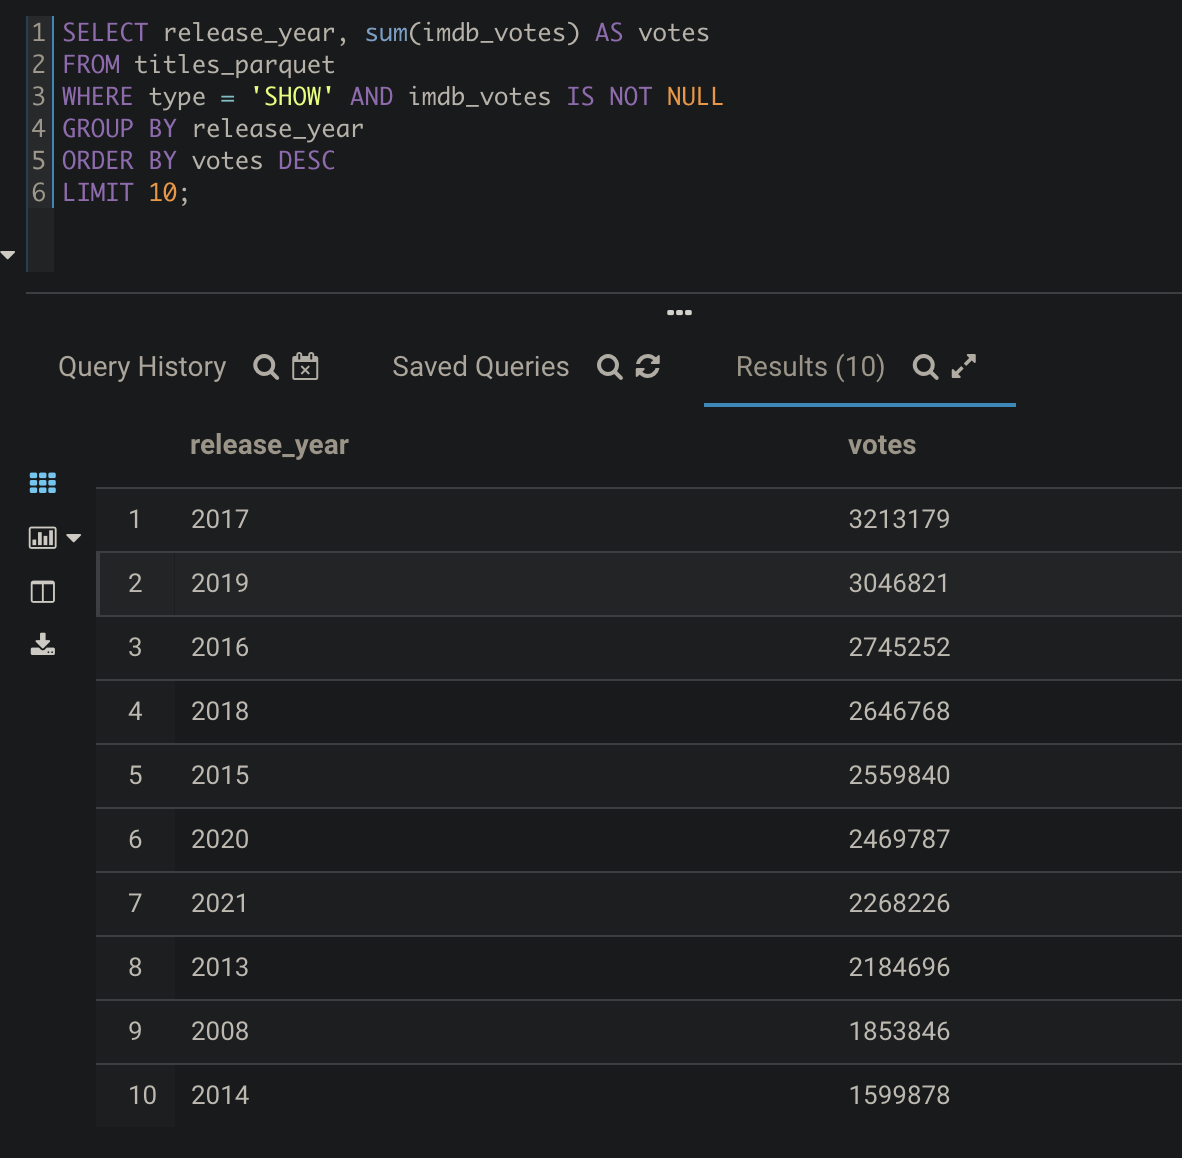 1 SELECT release_year, sum(imdb_votes) AS votes
2 FROM titles_parquet
3 WHERE type = 'SHOW' AND imdb_votes IS NOT NULL
4 GROUP BY release_year
5 ORDER BY votes DESC
6 LIMIT 10;
Query History Saved Queries Results (10)
release_year votes
1 2017 3213179
2 2019 3046821
3 2016 2745252
4 2018 2646768
5 2015 2559840
6 2020 2469787
7 2021 2268226
8 2013 2184696
9 2008 1853846
10 2014 1599878